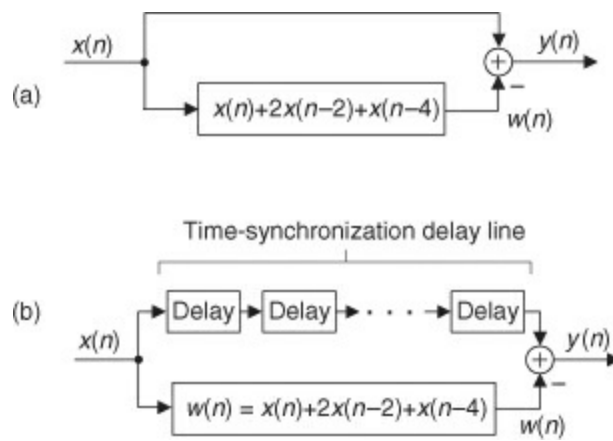 x(n)
y(n)
(a)
+
–
x(n)+2x(n–2)+x(n–4)
w(n)
Time-synchronization delay line
(b)
Delay
Delay
· · · ·
Delay
x(n)
y(n)
+
–
w(n) = x(n)+2x(n–2)+x(n–4)
w(n)